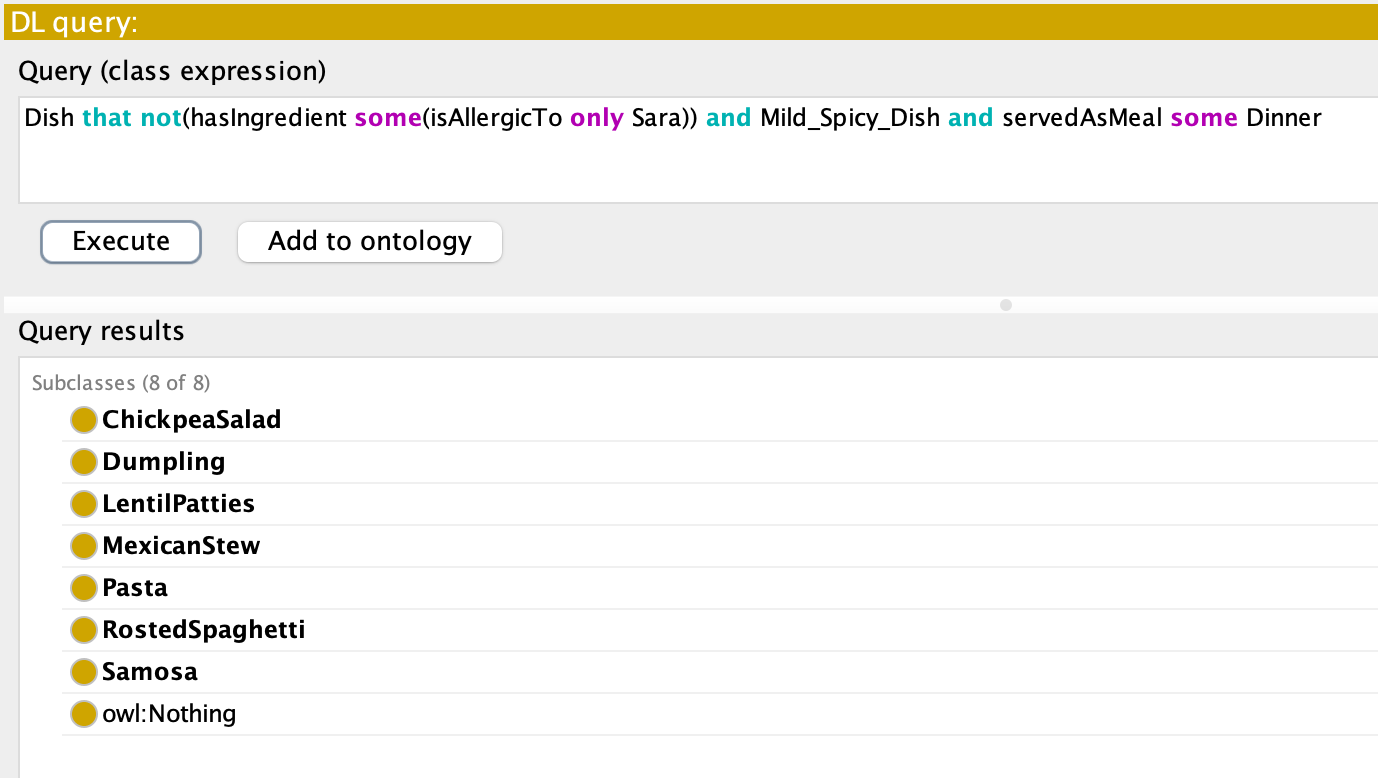 DL query:
Query (class expression)
Dish that not(hasIngredient some(isAllergicTo only Sara)) and Mild_Spicy_Dish and servedAsMeal some Dinner
Execute
Add to ontology
Query results
Subclasses (8 of 8)
ChickpeaSalad
Dumpling
LentilPatties
MexicanStew
Pasta
RostedSpaghetti
Samosa
owl:Nothing